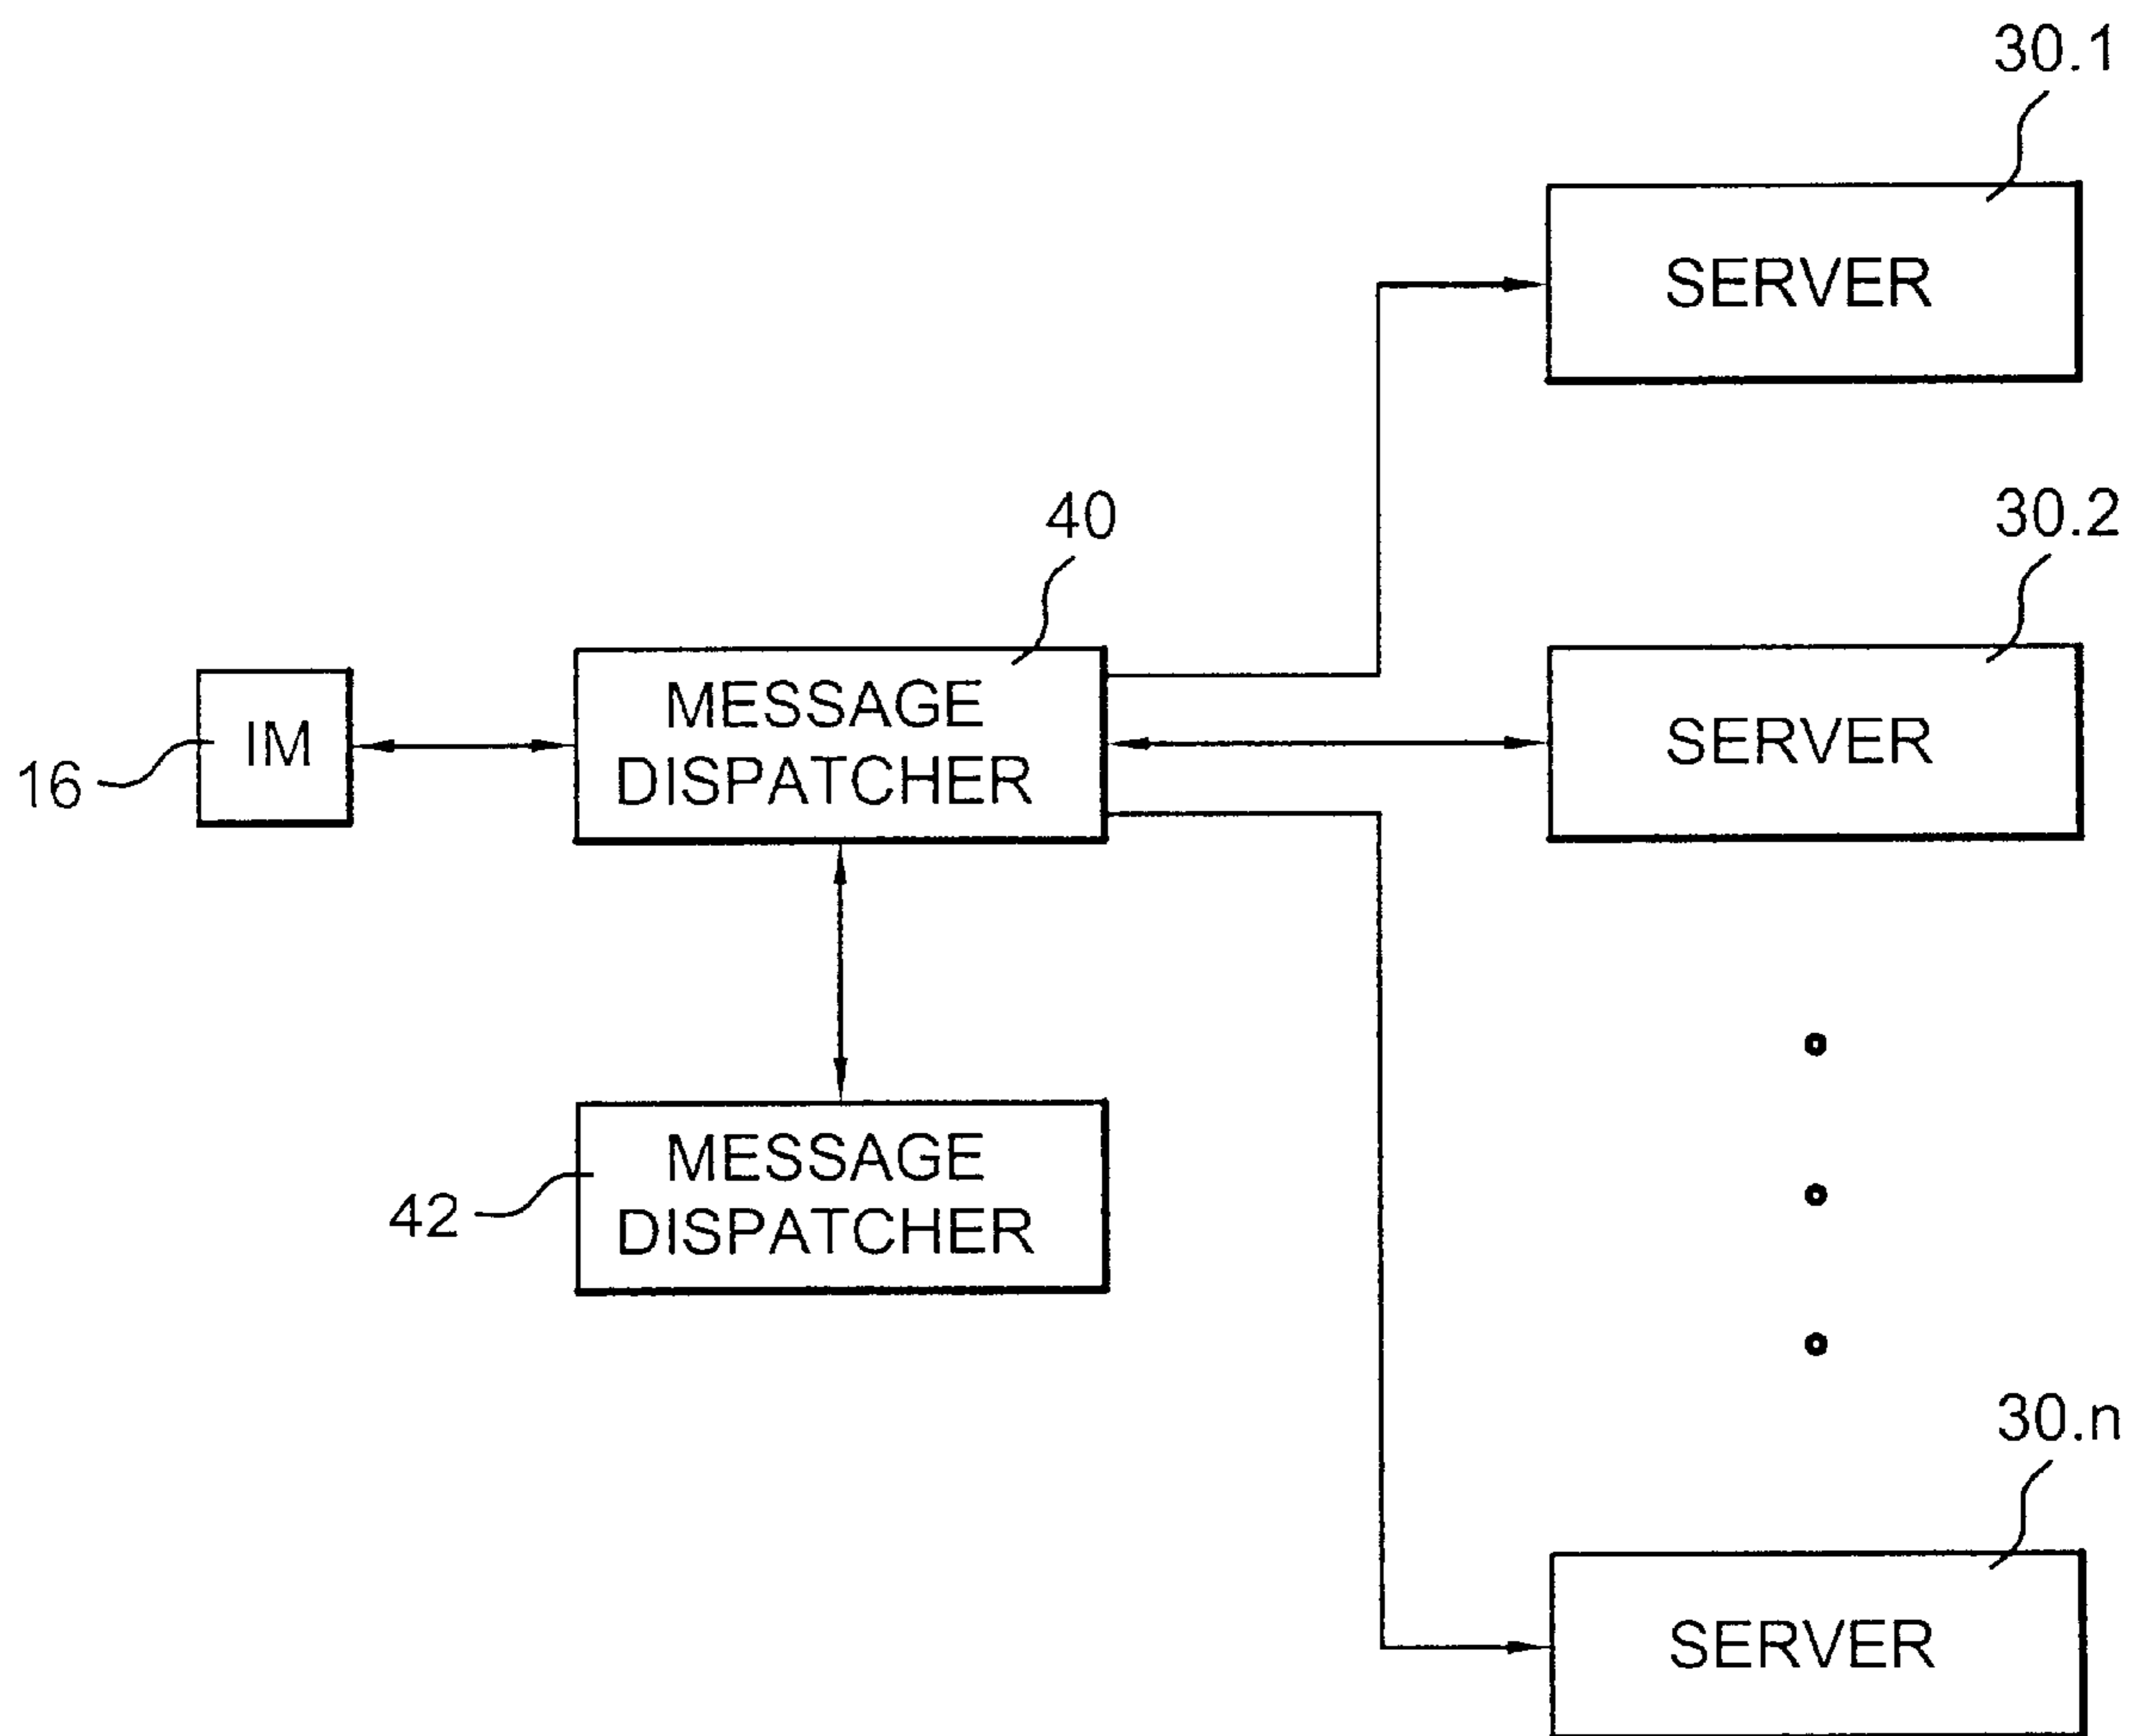 30.1
SERVER
40
30.2
MESSAGE
DISPATCHER
SERVER
16
IM
MESSAGE
DISPATCHER
42
30.n
SERVER